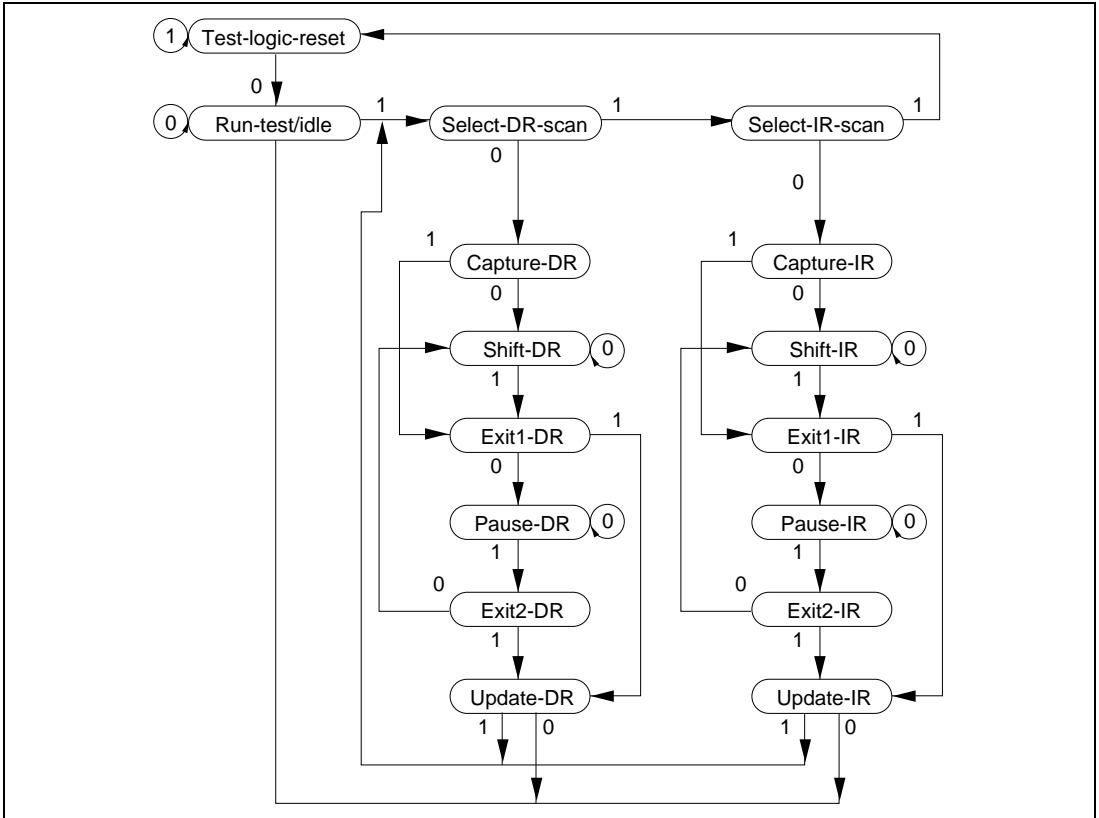 1 Test-logic-reset
0
0 Run-test/idle 1 Select-DR-scan 1 Select-IR-scan 1
0 0
1 1
Capture-DR Capture-IR
0 0
Shift-DR 0 Shift-IR 0
1 1
Exit1-DR 1 Exit1-IR 1
0 0
Pause-DR 0 Pause-IR 0
1 1
0 0
Exit2-DR Exit2-IR
1 1
Update-DR Update-IR
1 0 1 0